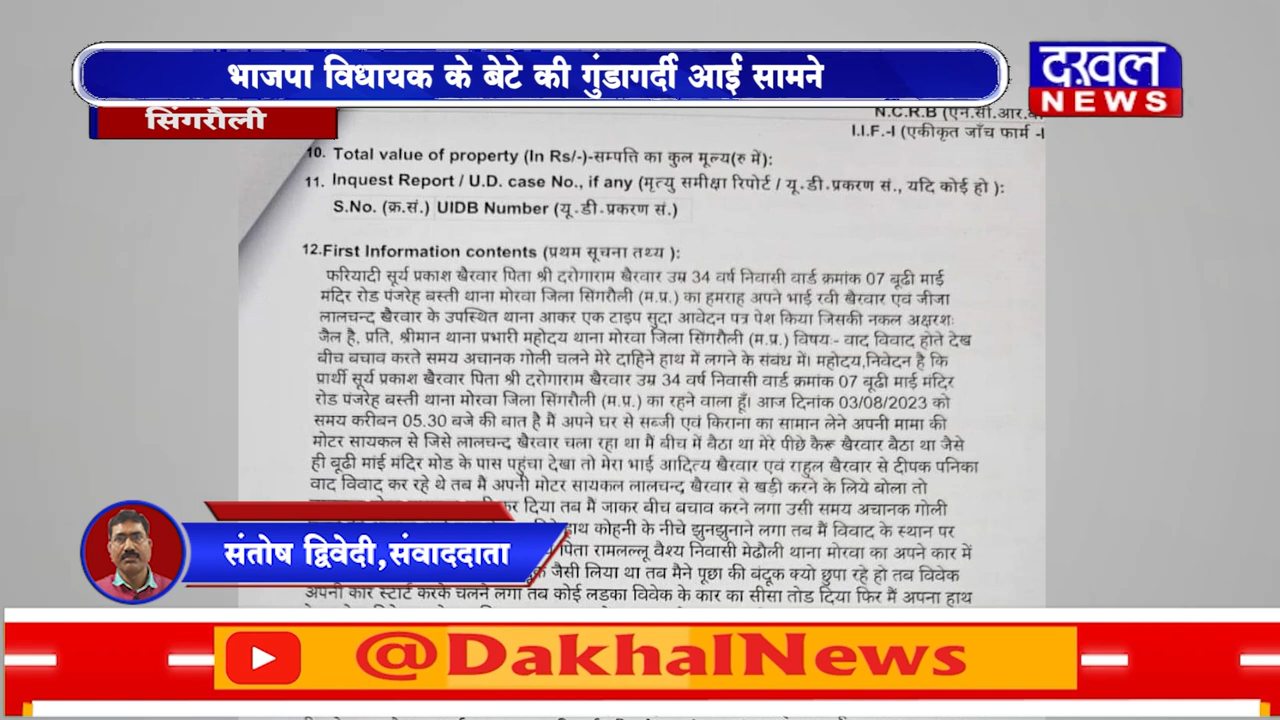 भाजपा विधायक के बेटे की गुंडागर्दी आई सामने
दख़ल
NEWS
सिंगरौली
N.C.R.B (एन.सी.आर.
I.I.F.-I (एकीकृत जाँच फार्म -I
10. Total value of property (In Rs/-)-सम्पत्ति का कुल मूल्य(रु में):
11. Inquest Report / U.D. case No., if any (मृत्यु समीक्षा रिपोर्ट / यू.डी.प्रकरण सं., यदि कोई हो ):
S.No. (क्र.सं.) UIDB Number (यू.डी.प्रकरण सं.)
12.First Information contents (प्रथम सूचना तथ्य ):
फरियादी सूर्य प्रकाश खैरवार पिता श्री दरोगाराम खैरवार उम्र 34 वर्ष निवासी वार्ड क्रमांक 07 बूढी माई
मंदिर रोड पंजरेह बस्ती थाना मोरवा जिला सिंगरौली (म.प्र.) का हमराह अपने भाई रवी खैरवार एवं जीजा
लालचन्द खैरवार के उपस्थित थाना आकर एक टाइप सुदा आवेदन पत्र पेश किया जिसकी नकल अक्षरशः
जैल है, प्रति, श्रीमान थाना प्रभारी महोदय थाना मोरवा जिला सिंगरौली (म.प्र.) विषय:- वाद विवाद होते देख
बीच बचाव करते समय अचानक गोली चलने मेरे दाहिने हाथ में लगने के संबंध में। महोदय,निवेदन है कि
प्रार्थी सूर्य प्रकाश खैरवार पिता श्री दरोगाराम खैरवार उम्र 34 वर्ष निवासी वार्ड क्रमांक 07 बूढी माई मंदिर
रोड पंजरेह बस्ती थाना मोरवा जिला सिंगरौली (म.प्र.) का रहने वाला हूँ। आज दिनांक 03/08/2023 को
समय करीबन 05.30 बजे की बात है मैं अपने घर से सब्जी एवं किराना का सामान लेने अपनी मामा की
मोटर सायकल से जिसे लालचन्द खैरवार चला रहा था मैं बीच में बैठा था मेरे पीछे कैरू खैरवार बैठा था जैसे
ही बूढी मांई मंदिर मोड के पास पहुंचा देखा तो मेरा भाई आदित्य खैरवार एवं राहुल खैरवार से दीपक पनिका
वाद विवाद कर रहे थे तब मैं अपनी मोटर सायकल लालचन्द खैरवार से खड़ी करने के लिये बोला तो
कर दिया तब मैं जाकर बीच बचाव करने लगा उसी समय अचानक गोली
हाथ कोहनी के नीचे झुनझुनाने लगा तब मैं विवाद के स्थान पर
पिता रामलल्लू वैश्य निवासी मेढौली थाना मोरवा का अपने कार में
जैसी लिया था तब मैने पूछा की बंदूक क्यो छुपा रहे हो तब विवेक
अपनी कार स्टार्ट करके चलने लगा तब कोई लडका विवेक के कार का सीसा तोड दिया फिर मैं अपना हाथ
संतोष द्विवेदी,संवाददाता
@DakhalNews